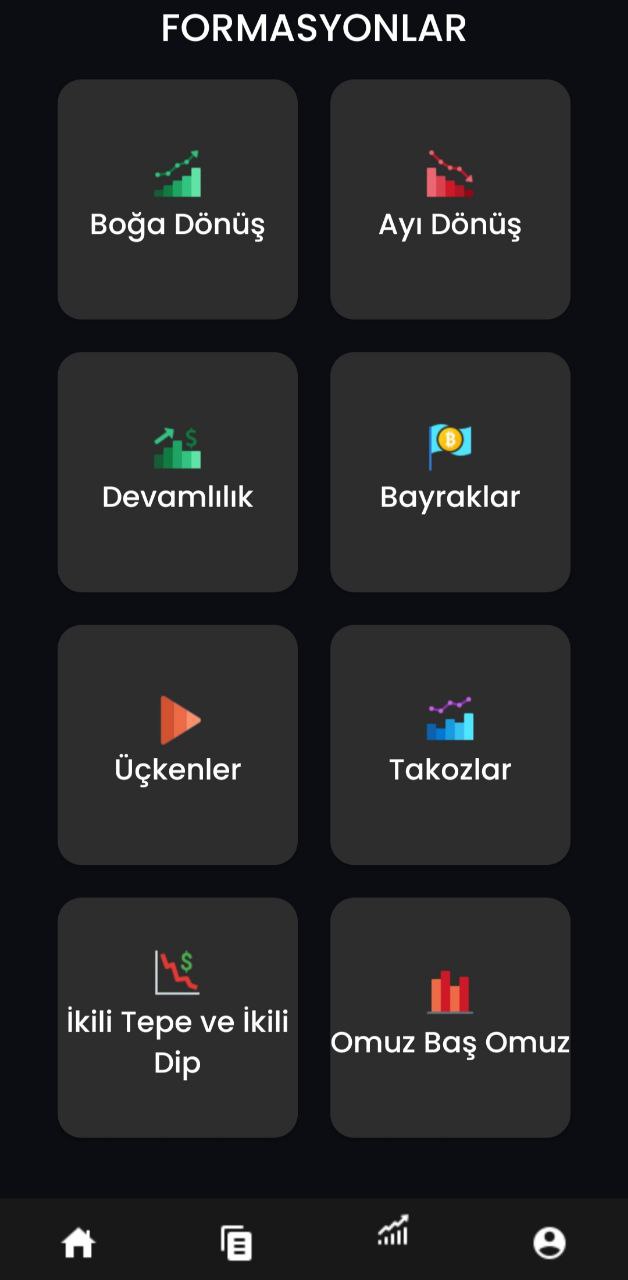 FORMASYONLAR
Boğa Dönüş
Ayı Dönüş
Devamlılık
Bayraklar
Üçkenler
Takozlar
İkili Tepe ve İkili
Dip
Omuz Baş Omuz